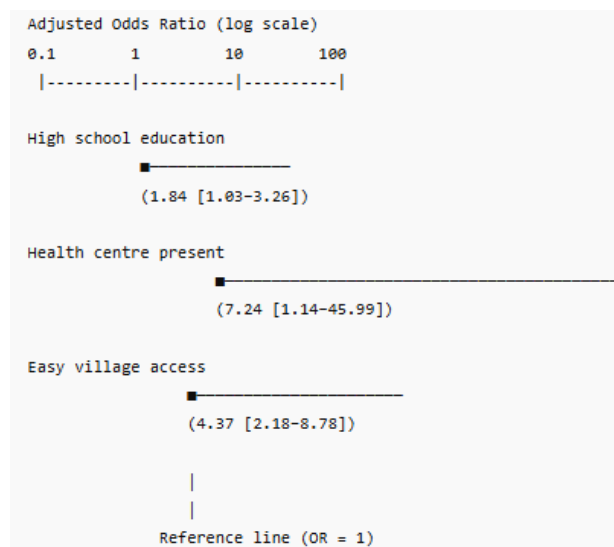 Adjusted Odds Ratio (log scale)
0.1 1 10 100
|---------|----------|----------|
High school education
■───────────────
(1.84 [1.03–3.26])
Health centre present
■──────────────────────────────────────────
(7.24 [1.14–45.99])
Easy village access
■──────────────────────
(4.37 [2.18–8.78])
|
|
Reference line (OR = 1)